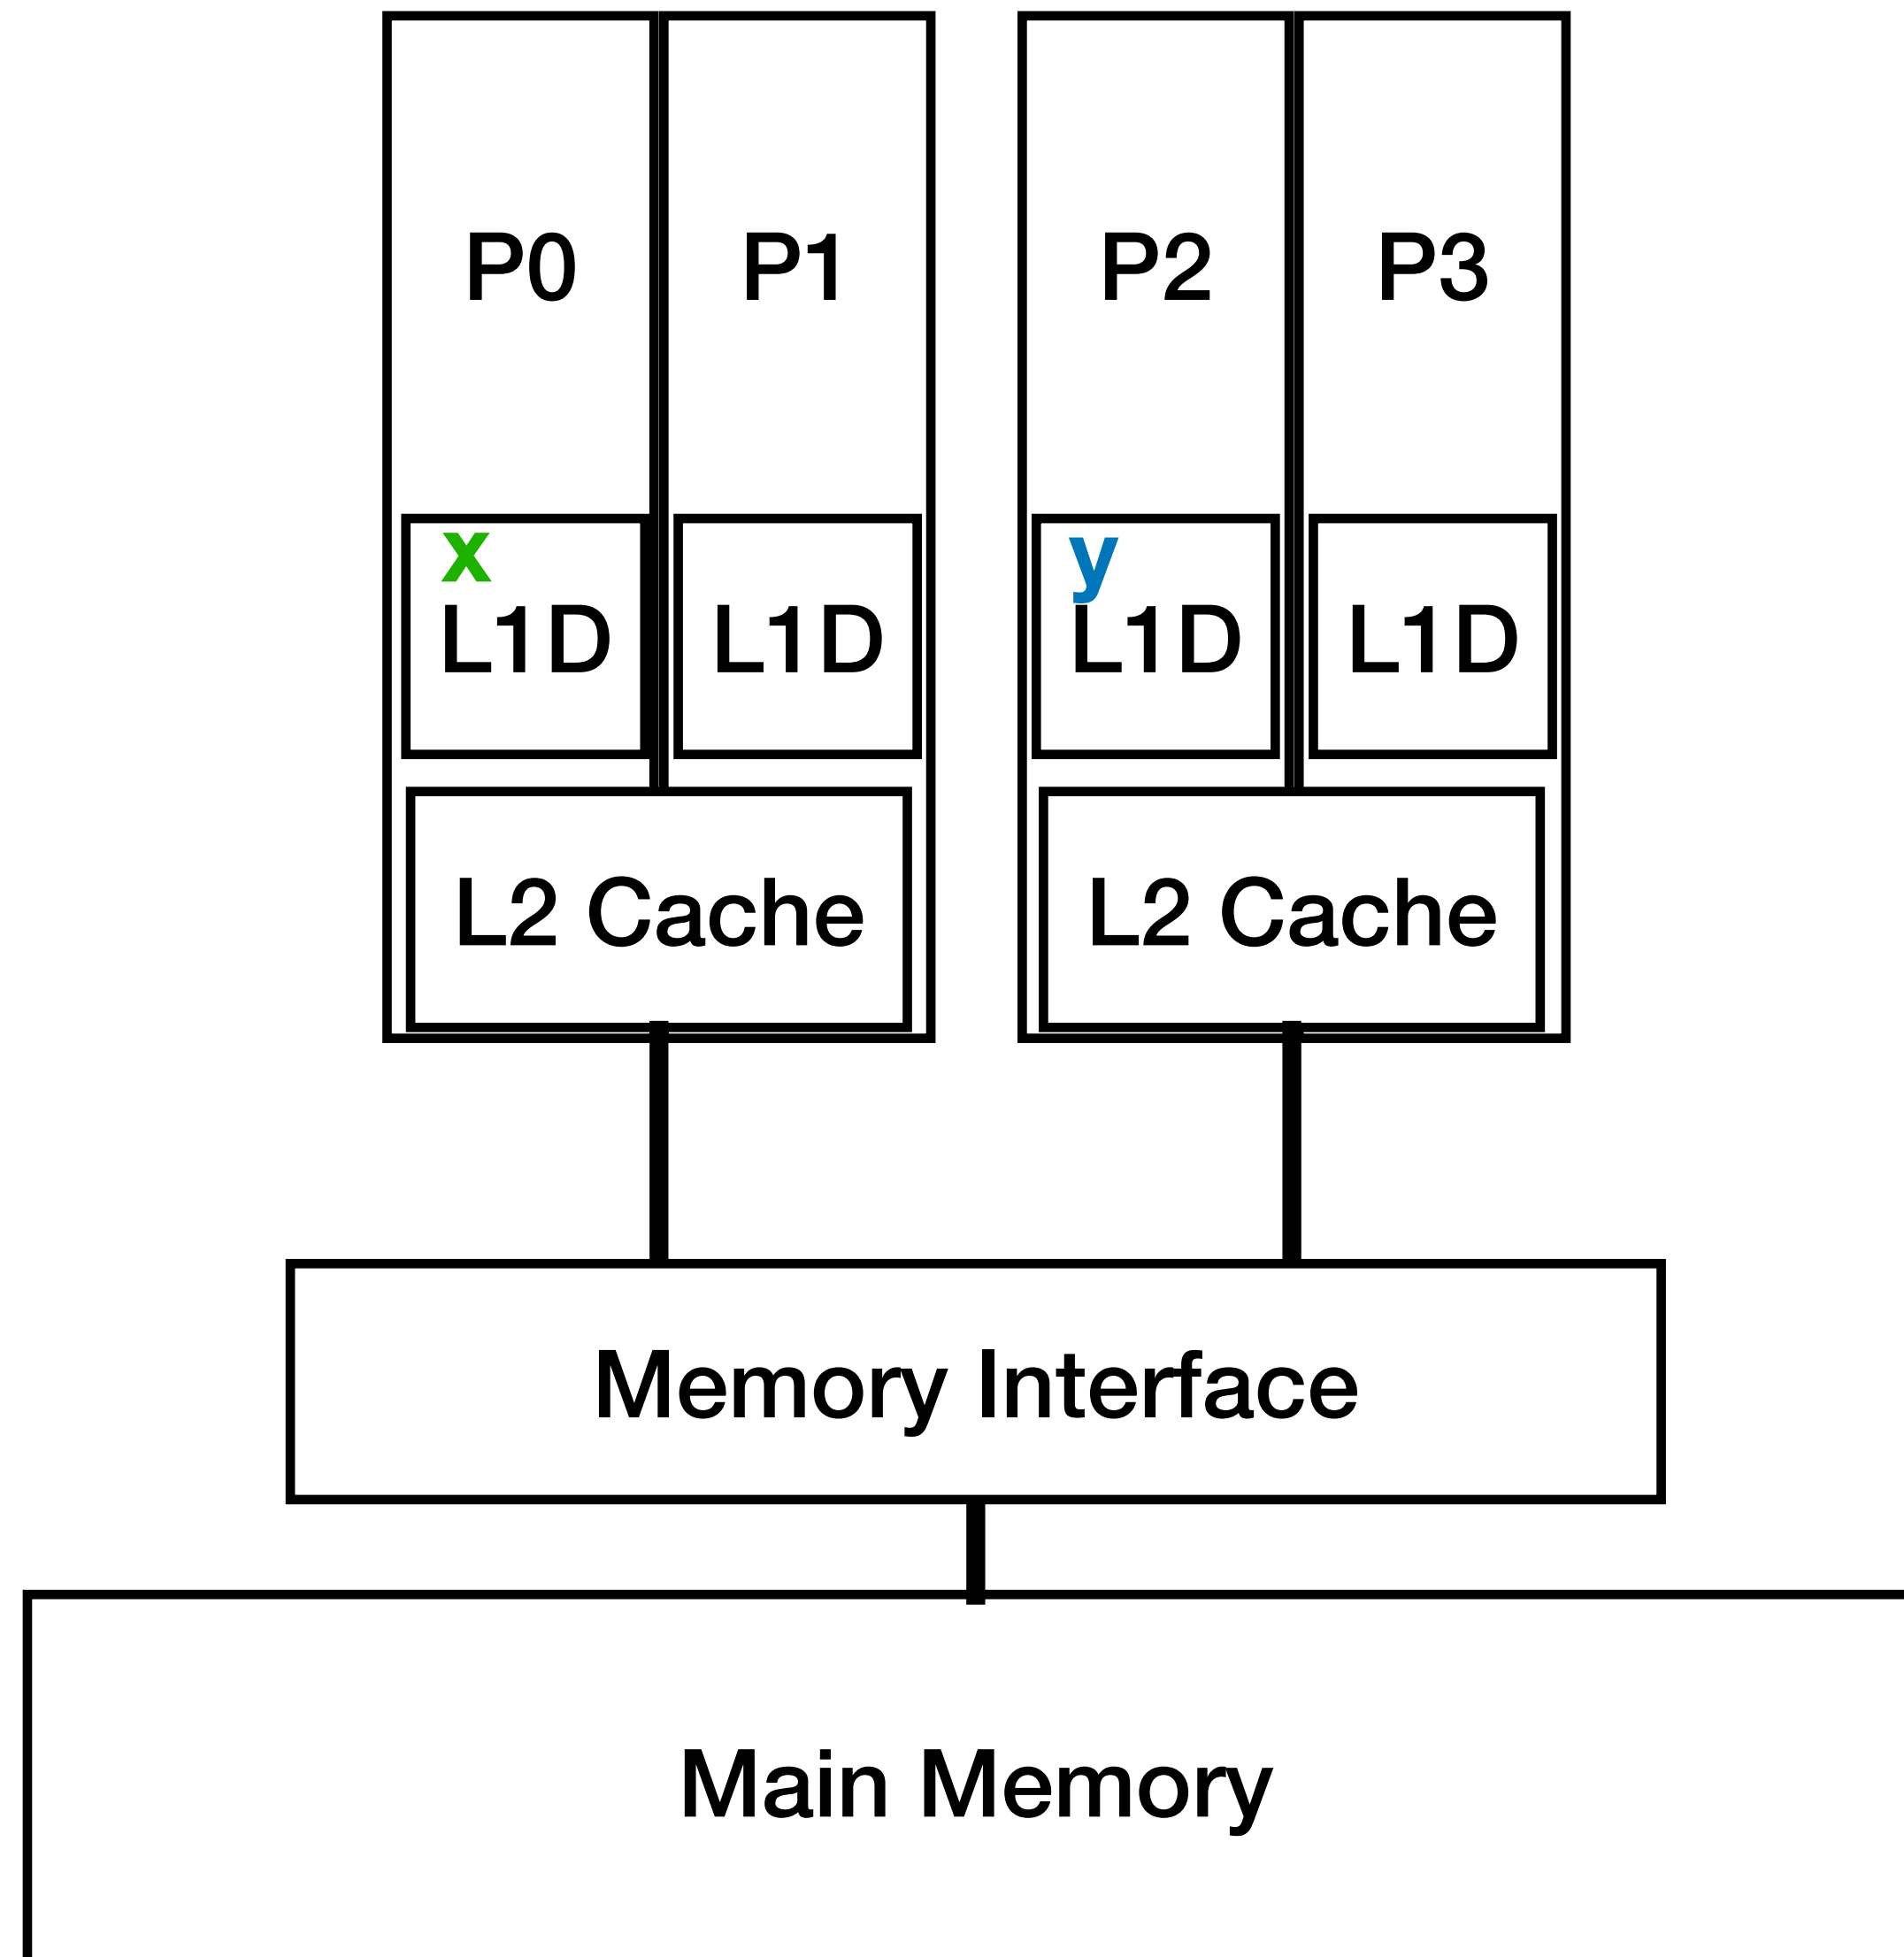 P0 P1 P2 P3
x y
L1D L1D L1D L1D
L2 Cache L2 Cache
Memory Interface
Main Memory